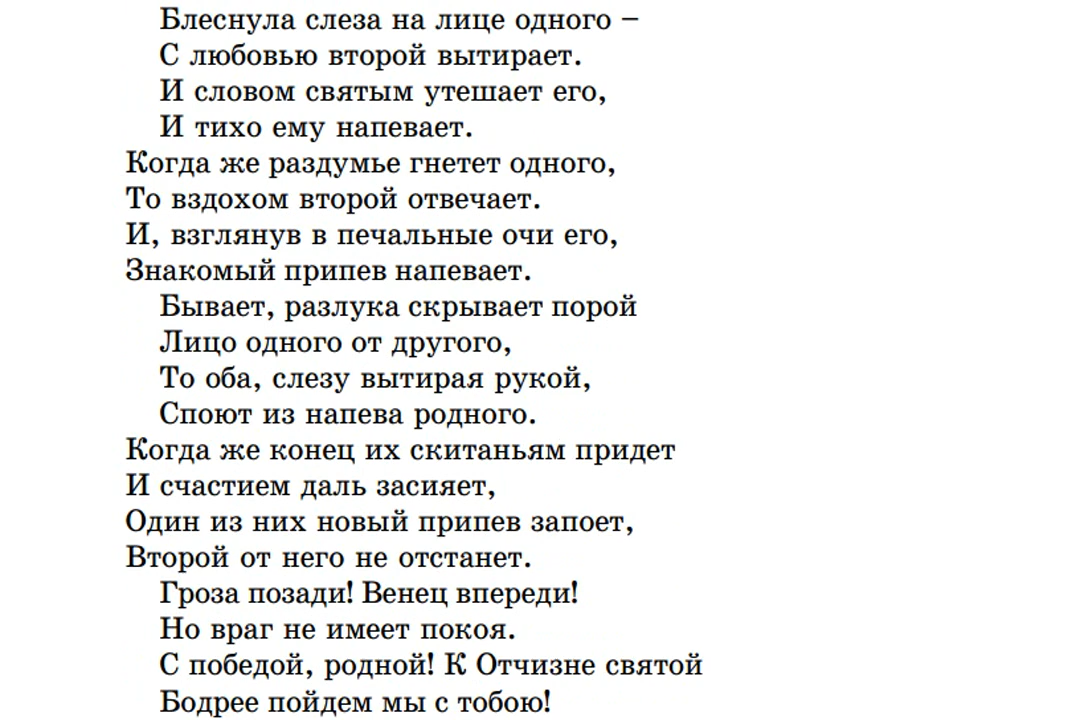 Блеснула слеза на лице одного –
С любовью второй вытирает.
И словом святым утешает его,
И тихо ему напевает.
Когда же раздумье гнетет одного,
То вздохом второй отвечает.
И, взглянув в печальные очи его,
Знакомый припев напевает.
Бывает, разлука скрывает порой
Лицо одного от другого,
То оба, слезу вытирая рукой,
Споют из напева родного.
Когда же конец их скитаньям придет
И счастием даль засияет,
Один из них новый припев запоет,
Второй от него не отстанет.
Гроза позади! Венец впереди!
Но враг не имеет покоя.
С победой, родной! К Отчизне святой
Бодрее пойдем мы с тобою!